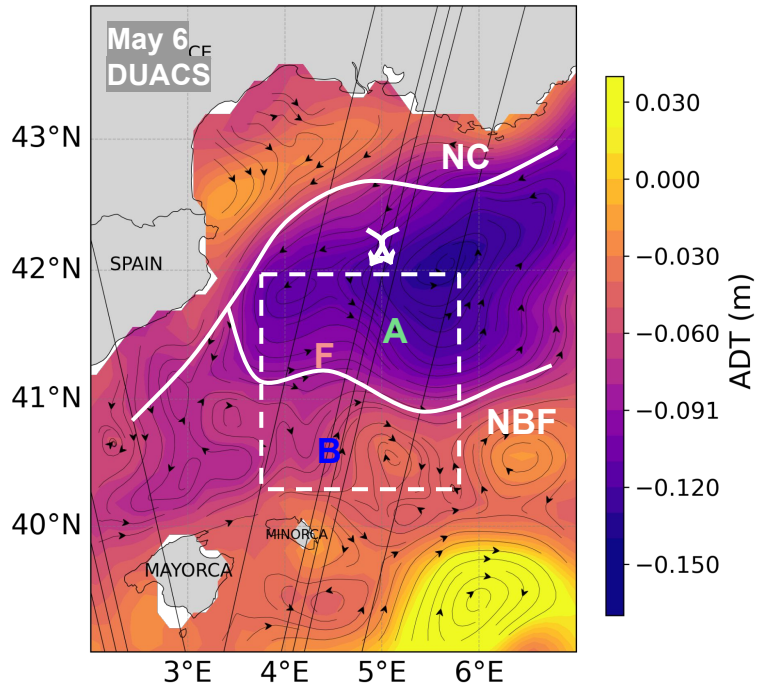 May 6
CE
DUACS
NC
43°N
SPAIN
42°N
A
F
41°N
NBF
B
40°N
MINORCA
MAYORCA
3°E 4°E 5°E 6°E
0.030
0.000
−0.030
−0.060
−0.091
−0.120
−0.150
ADT (m)